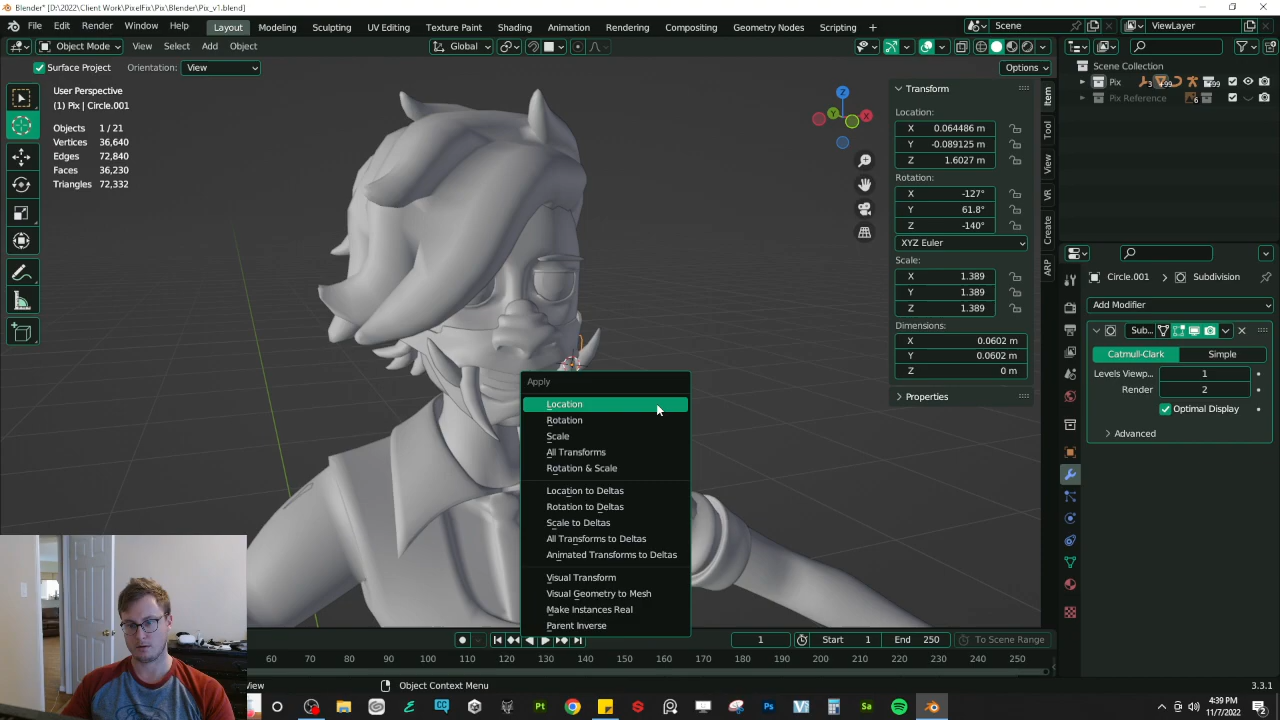 Blender* [D:\2022\Client Work\PixelFix\Pix\Blender\Pix_v1.blend]
File Edit Render Window Help Layout Modeling Sculpting UV Editing Texture Paint Shading Animation Rendering Compositing Geometry Nodes Scripting + Scene ViewLayer
Object Mode View Select Add Object Global
Surface Project Orientation: View Options
User Perspective
(1) Pix | Circle.001
Objects 1 / 21
Vertices 36,640
Edges 72,840
Faces 36,230
Triangles 72,332
Z
Y X
Transform
Location:
X 0.064486 m
Y -0.089125 m
Z 1.6027 m
Rotation:
X -127°
Y 61.8°
Z -140°
XYZ Euler
Scale:
X 1.389
Y 1.389
Z 1.389
Dimensions:
X 0.0602 m
Y 0.0602 m
Z 0 m
Properties
Item
Tool
View
VR
Create
ARP
Scene Collection
Pix
Pix Reference
Circle.001 Subdivision
Add Modifier
Sub...
Catmull-Clark Simple
Levels Viewp... 1
Render 2
Optimal Display
Advanced
Apply
Location
Rotation
Scale
All Transforms
Rotation & Scale
Location to Deltas
Rotation to Deltas
Scale to Deltas
All Transforms to Deltas
Animated Transforms to Deltas
Visual Transform
Visual Geometry to Mesh
Make Instances Real
Parent Inverse
1 Start 1 End 250 To Scene Range
60 70 80 90 100 110 120 130 140 150 160 170 180 190 200 210 220 230 240 250
View Object Context Menu 3.3.1
4:39 PM
11/7/2022